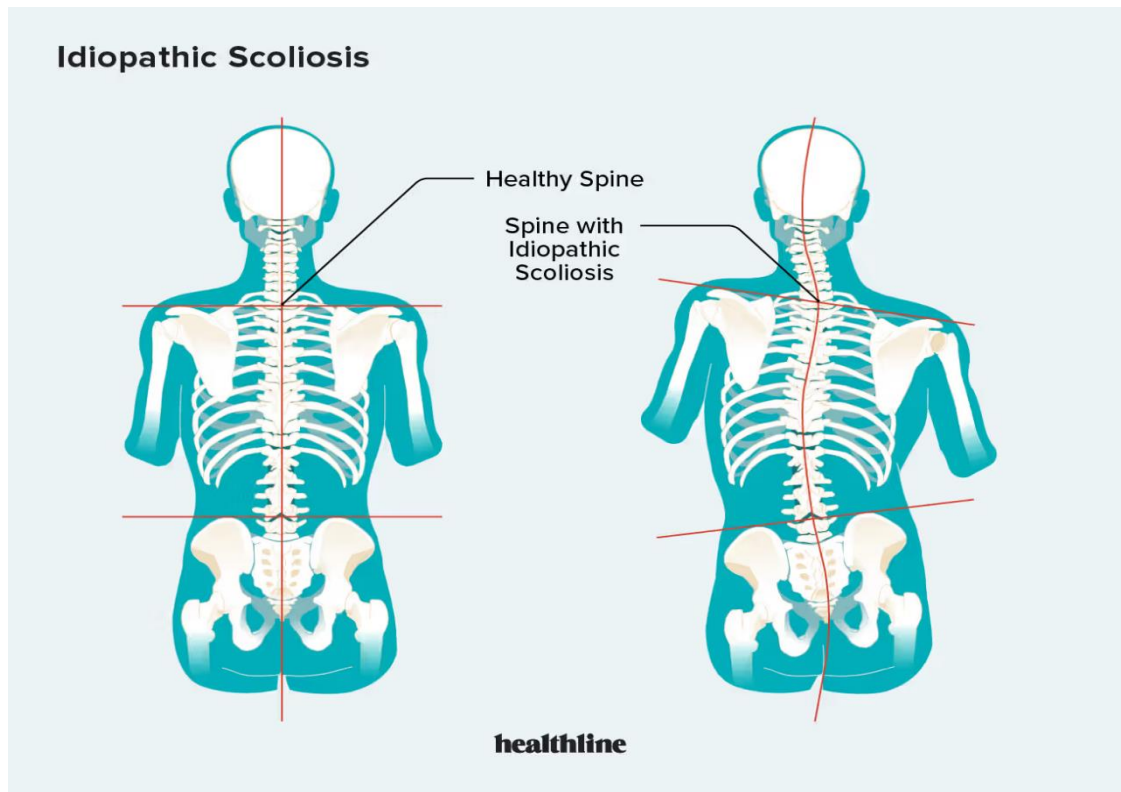 Idiopathic Scoliosis
Healthy Spine
Spine with
Idiopathic
Scoliosis
healthline